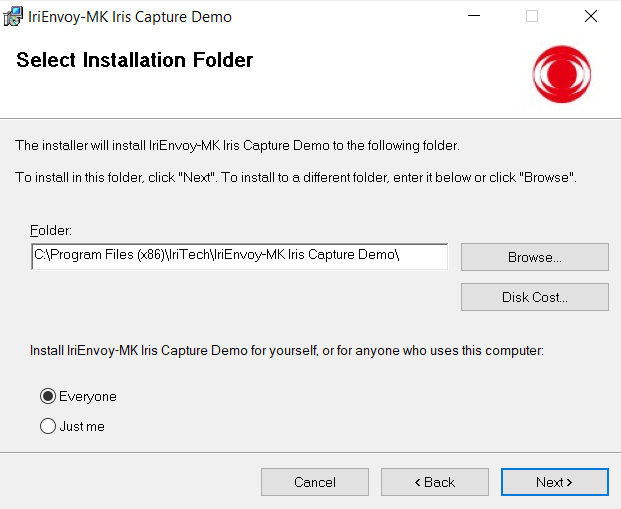 IriEnvoy-MK Iris Capture Demo
Select Installation Folder
The installer will install IriEnvoy-MK Iris Capture Demo to the following folder.
To install in this folder, click "Next". To install to a different folder, enter it below or click "Browse".
Folder:
C:\Program Files (x86)\IriTech\IriEnvoy-MK Iris Capture Demo\
Browse...
Disk Cost...
Install IriEnvoy-MK Iris Capture Demo for yourself, or for anyone who uses this computer:
Everyone
Just me
Cancel
< Back
Next >